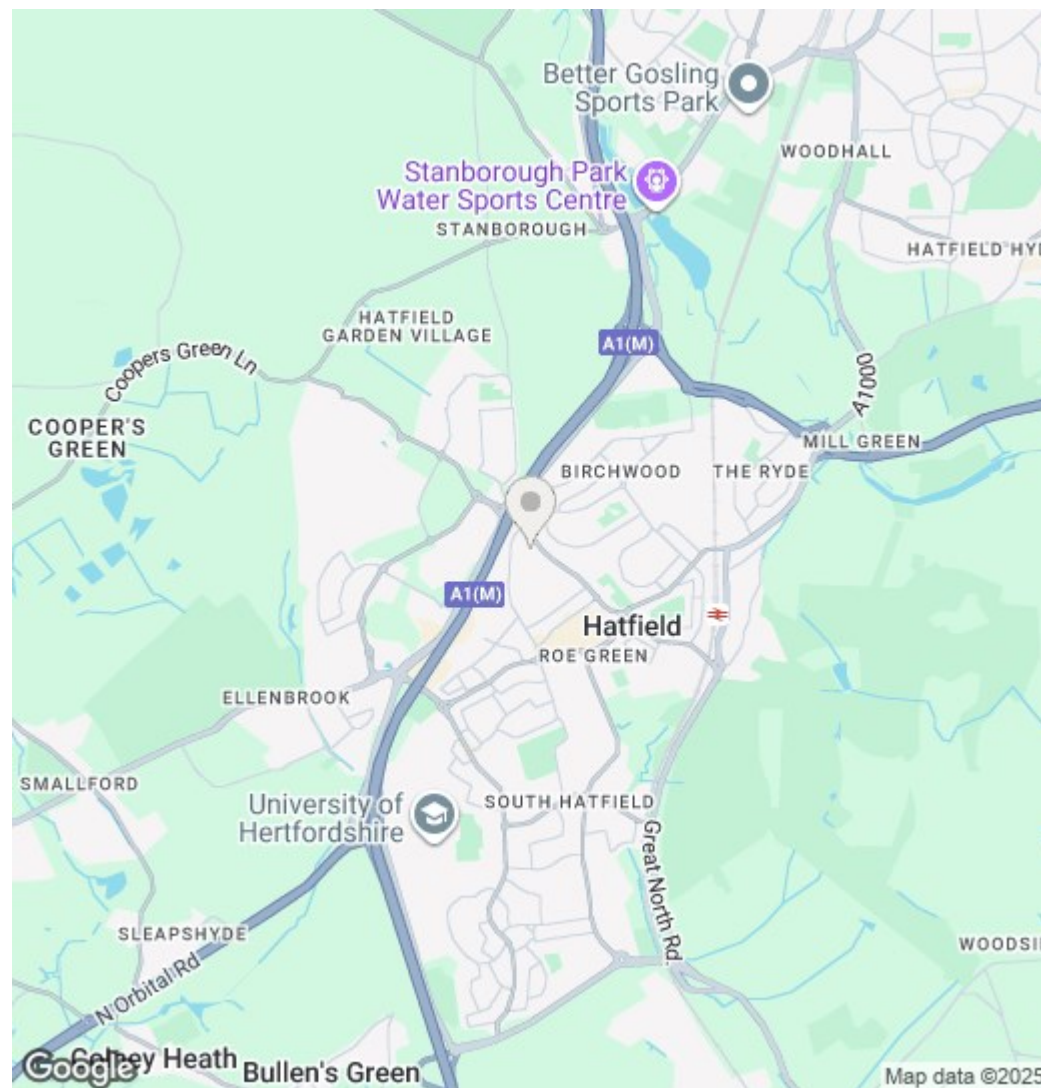 Better Gosling
Sports Park
WOODHALL
Stanborough Park
Water Sports Centre
STANBOROUGH
HATFIELD HY
HATFIELD
GARDEN VILLAGE
A1(M)
Coopers Green Ln
A1000
COOPER'S
GREEN
MILL GREEN
BIRCHWOOD
THE RYDE
A1(M)
Hatfield
ROE GREEN
ELLENBROOK
SMALLFORD
University of
Hertfordshire
SOUTH HATFIELD
Great North Rd
SLEAPSHYDE
WOODSI
N Orbital Rd
Colney Heath
Google
Bullen's Green
Map data ©2025